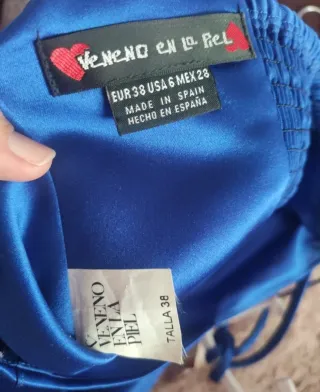 VENENO EN LA PIEL
EUR 38 USA 6 MEX 28
MADE IN SPAIN
HECHO EN ESPAÑA
VENENO
EN LA
PIEL
TALLA 38